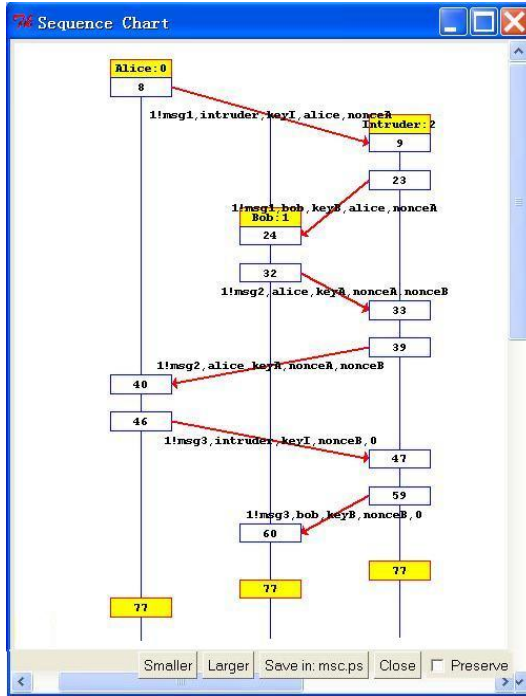 Sequence Chart
Alice:0
8
1!msg1,intruder,keyI,alice,nonceA
Intruder:2
9
23
1!msg1,bob,keyB,alice,nonceA
Bob:1
24
32
1!msg2,alice,keyA,nonceA,nonceB
33
39
1!msg2,alice,keyA,nonceA,nonceB
40
46
1!msg3,intruder,keyI,nonceB,0
47
59
1!msg3,bob,keyB,nonceB,0
60
77
77
77
Smaller Larger Save in: msc.ps Close Preserve